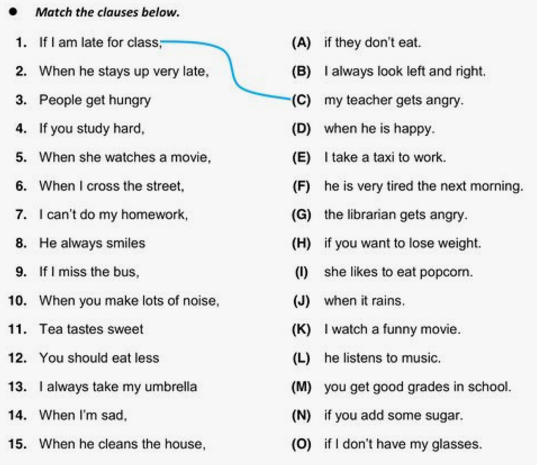 ● Match the clauses below.
1. If I am late for class, (A) if they don't eat.
2. When he stays up very late, (B) I always look left and right.
3. People get hungry (C) my teacher gets angry.
4. If you study hard, (D) when he is happy.
5. When she watches a movie, (E) I take a taxi to work.
6. When I cross the street, (F) he is very tired the next morning.
7. I can't do my homework, (G) the librarian gets angry.
8. He always smiles (H) if you want to lose weight.
9. If I miss the bus, (I) she likes to eat popcorn.
10. When you make lots of noise, (J) when it rains.
11. Tea tastes sweet (K) I watch a funny movie.
12. You should eat less (L) he listens to music.
13. I always take my umbrella (M) you get good grades in school.
14. When I'm sad, (N) if you add some sugar.
15. When he cleans the house, (O) if I don't have my glasses.